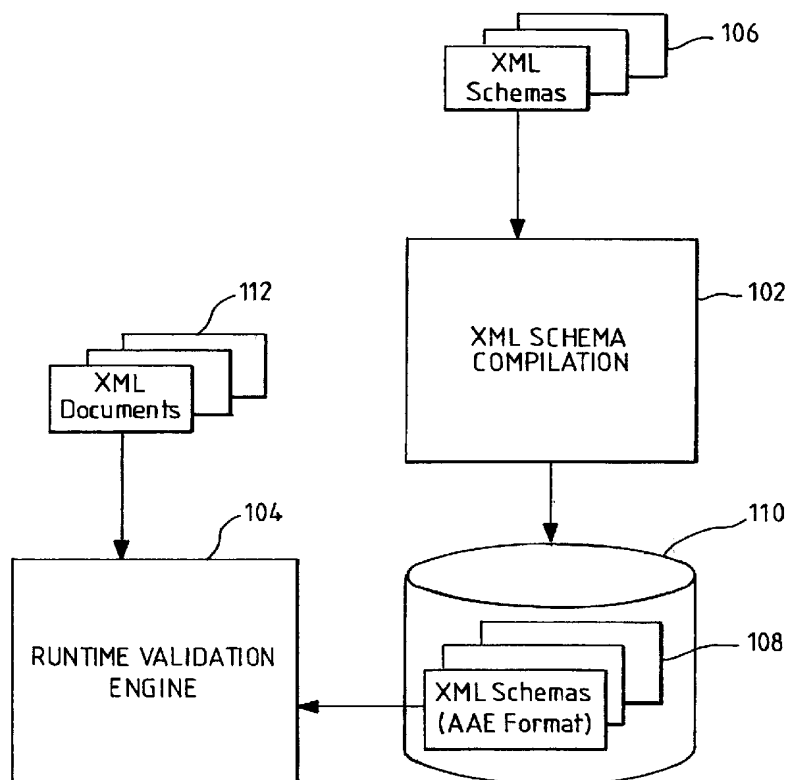 106
XML
Schemas
112
102
XML SCHEMA
COMPILATION
XML
Documents
104
110
RUNTIME VALIDATION
ENGINE
108
XML Schemas
(AAE Format)